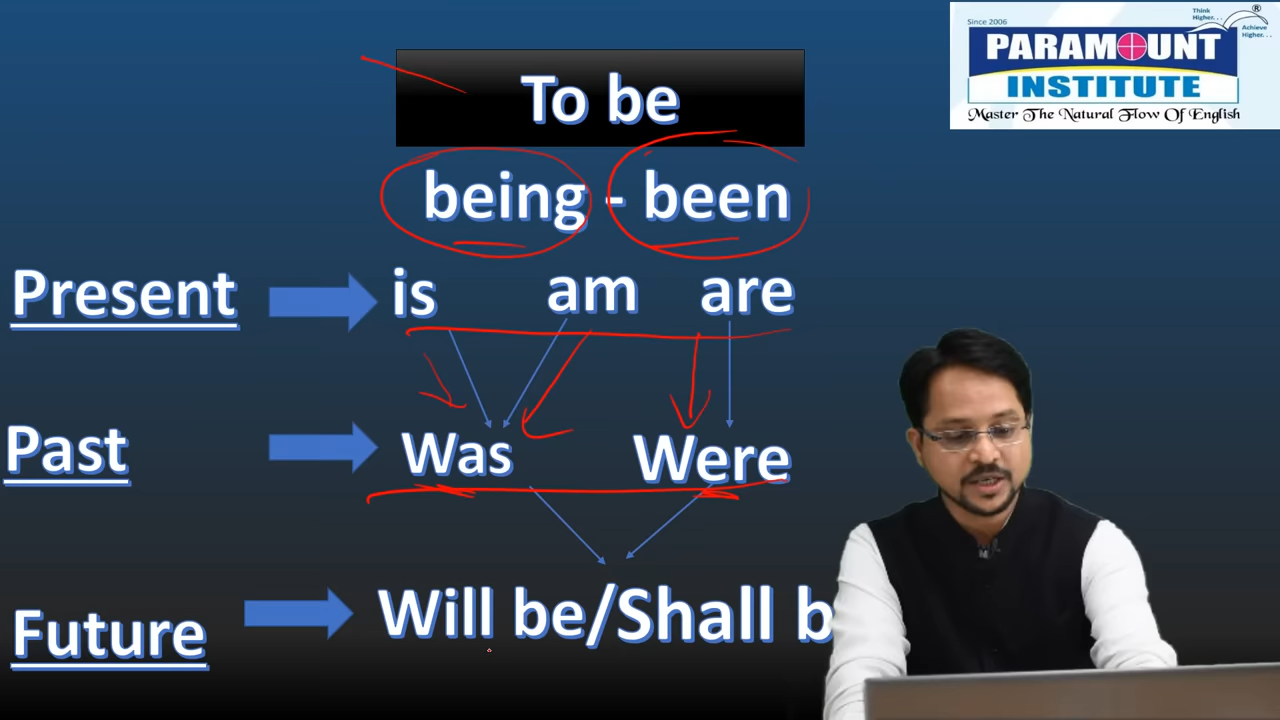 Since 2006
Think
Higher. . .
®
Achieve
Higher. . .
PARAMOUNT
INSTITUTE
Master The Natural Flow Of English
To be
being - been
Present is am are
Past Was Were
Future Will be/Shall b